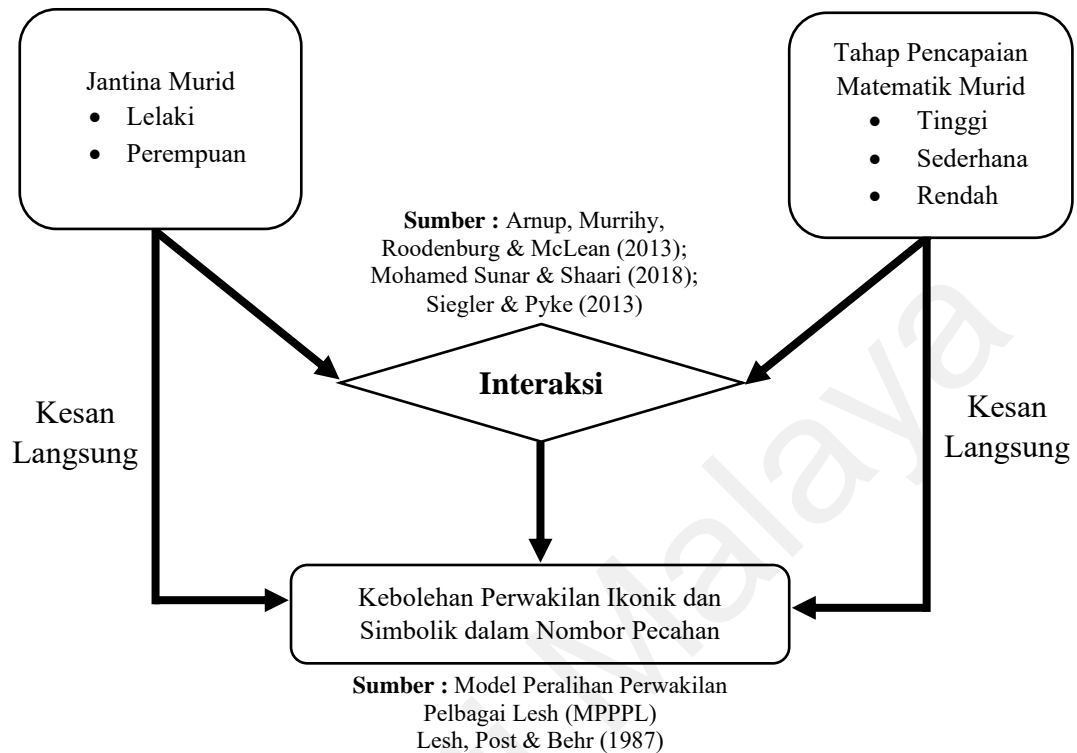 Jantina Murid
• Lelaki
• Perempuan
Tahap Pencapaian
Matematik Murid
• Tinggi
• Sederhana
• Rendah
Sumber : Arnup, Murrihy,
Roodenburg & McLean (2013);
Mohamed Sunar & Shaari (2018);
Siegler & Pyke (2013)
Interaksi
Kesan
Langsung
Kesan
Langsung
Kebolehan Perwakilan Ikonik dan
Simbolik dalam Nombor Pecahan
Sumber : Model Peralihan Perwakilan
Pelbagai Lesh (MPPPL)
Lesh, Post & Behr (1987)
Malaya